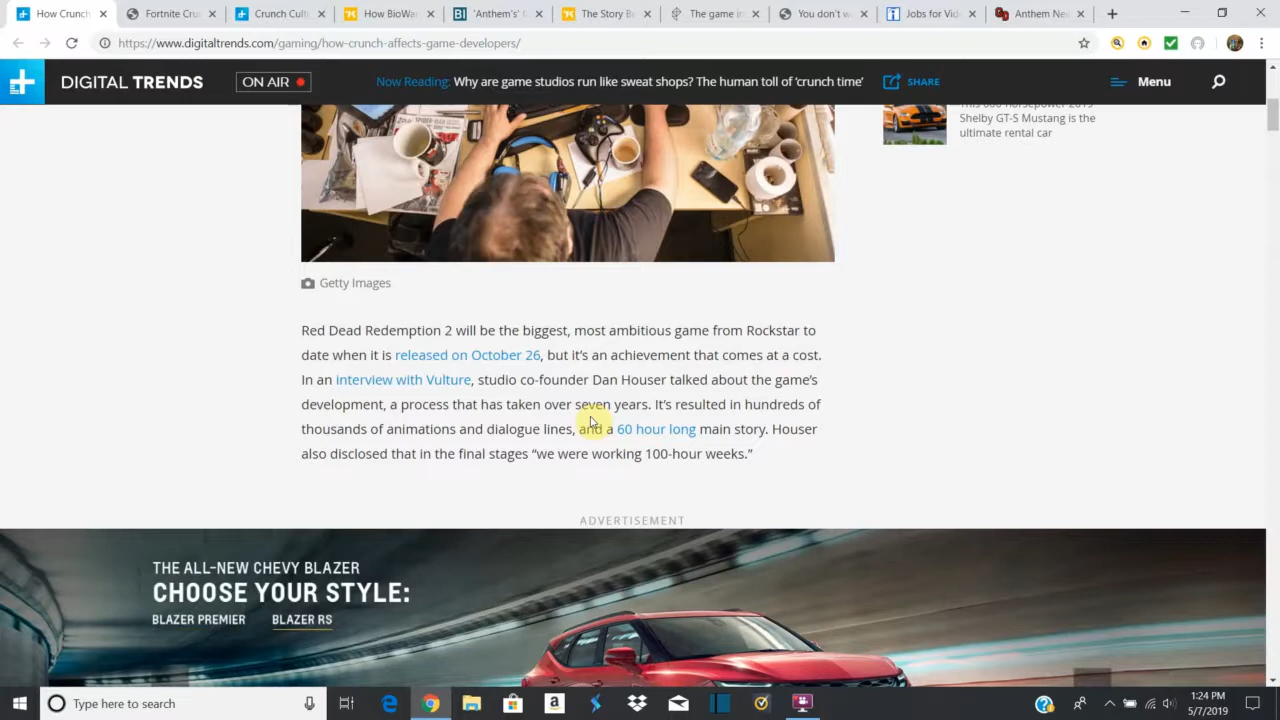 How Crunch
Fortnite Cru
Crunch Cult
How BioWar
'Anthem's'
The Story Be
The game in
You don't w
Jobs for Vid
Anthem Nei
https://www.digitaltrends.com/gaming/how-crunch-affects-game-developers/
DIGITAL TRENDS
ON AIR
Now Reading: Why are game studios run like sweat shops? The human toll of 'crunch time'
SHARE
Menu
Shelby GT-S Mustang is the
ultimate rental car
Getty Images
Red Dead Redemption 2 will be the biggest, most ambitious game from Rockstar to
date when it is released on October 26, but it's an achievement that comes at a cost.
In an interview with Vulture, studio co-founder Dan Houser talked about the game's
development, a process that has taken over seven years. It's resulted in hundreds of
thousands of animations and dialogue lines, and a 60 hour long main story. Houser
also disclosed that in the final stages "we were working 100-hour weeks."
ADVERTISEMENT
THE ALL-NEW CHEVY BLAZER
CHOOSE YOUR STYLE:
BLAZER PREMIER BLAZER RS
Type here to search
1:24 PM
5/7/2019